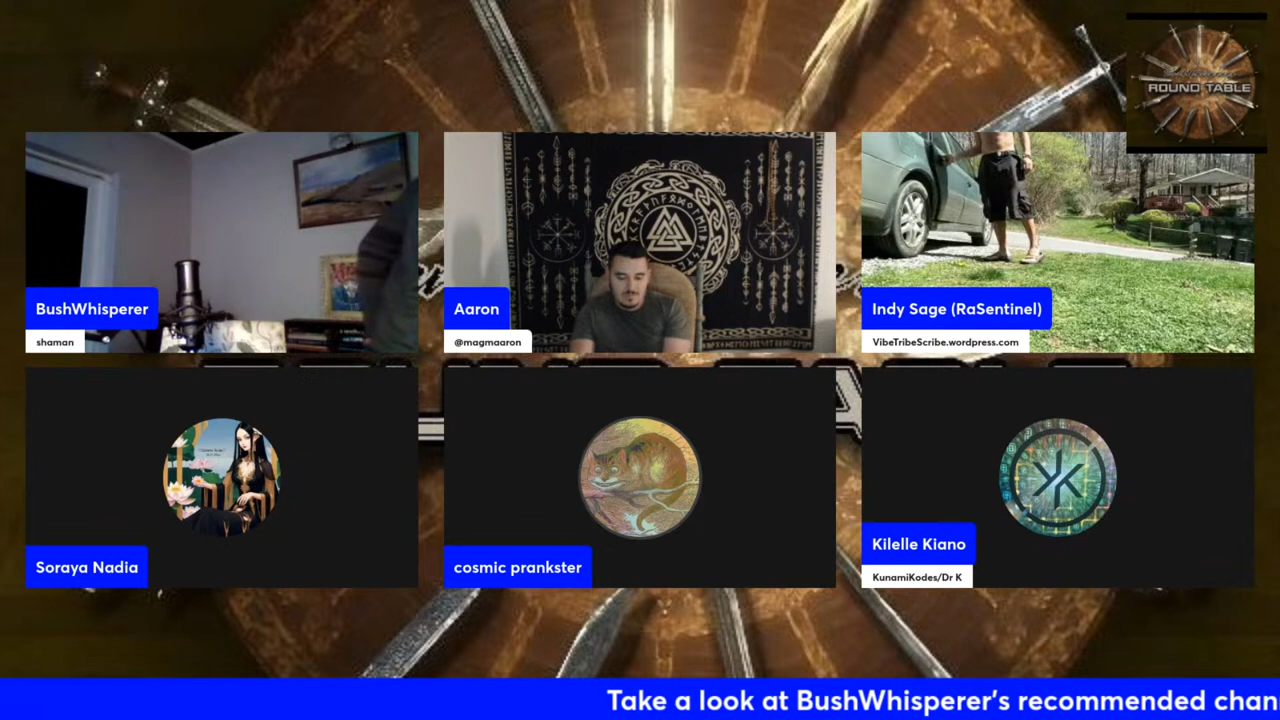 ROUND TABLE
BushWhisperer
shaman
Aaron
@magmaaron
Indy Sage (RaSentinel)
VibeTribeScribe.wordpress.com
Soraya Nadia
cosmic prankster
Kilelle Kiano
KunamiKodes/Dr K
Take a look at BushWhisperer's recommended chan